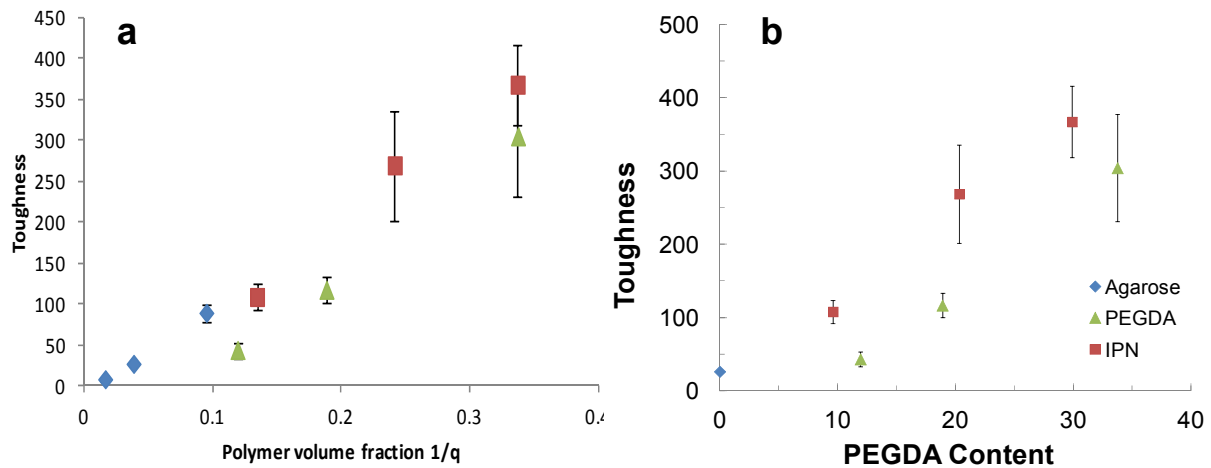 a
450
400
350
300
250
200
150
100
50
0
Toughness
0 0.1 0.2 0.3 0.4
Polymer volume fraction 1/q
b
500
400
300
200
100
0
Toughness
Agarose
PEGDA
IPN
0 10 20 30 40
PEGDA Content